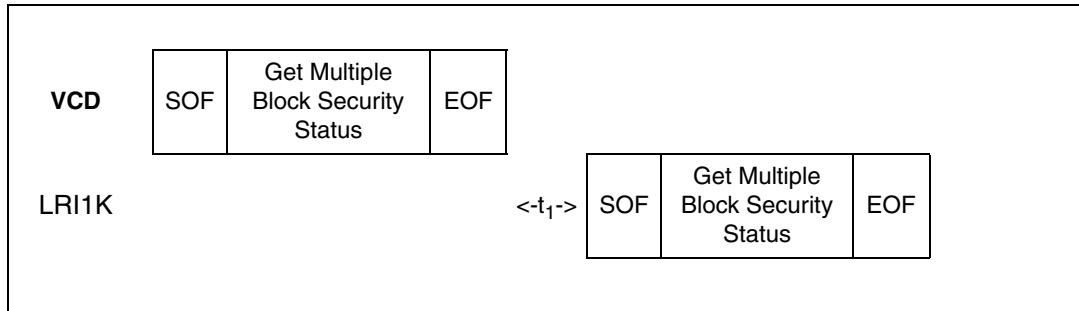 VCD
SOF
Get Multiple
Block Security
Status
EOF
LRI1K
<-t1->
SOF
Get Multiple
Block Security
Status
EOF